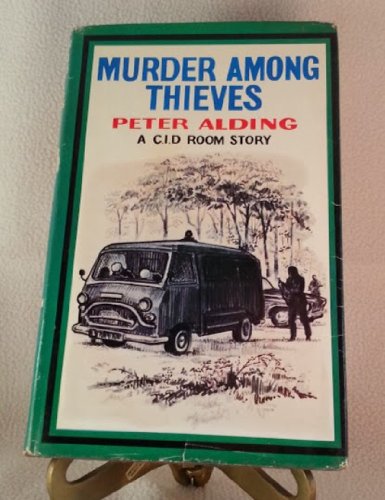 MURDER AMONG
THIEVES
PETER ALDING
A C.I.D ROOM STORY